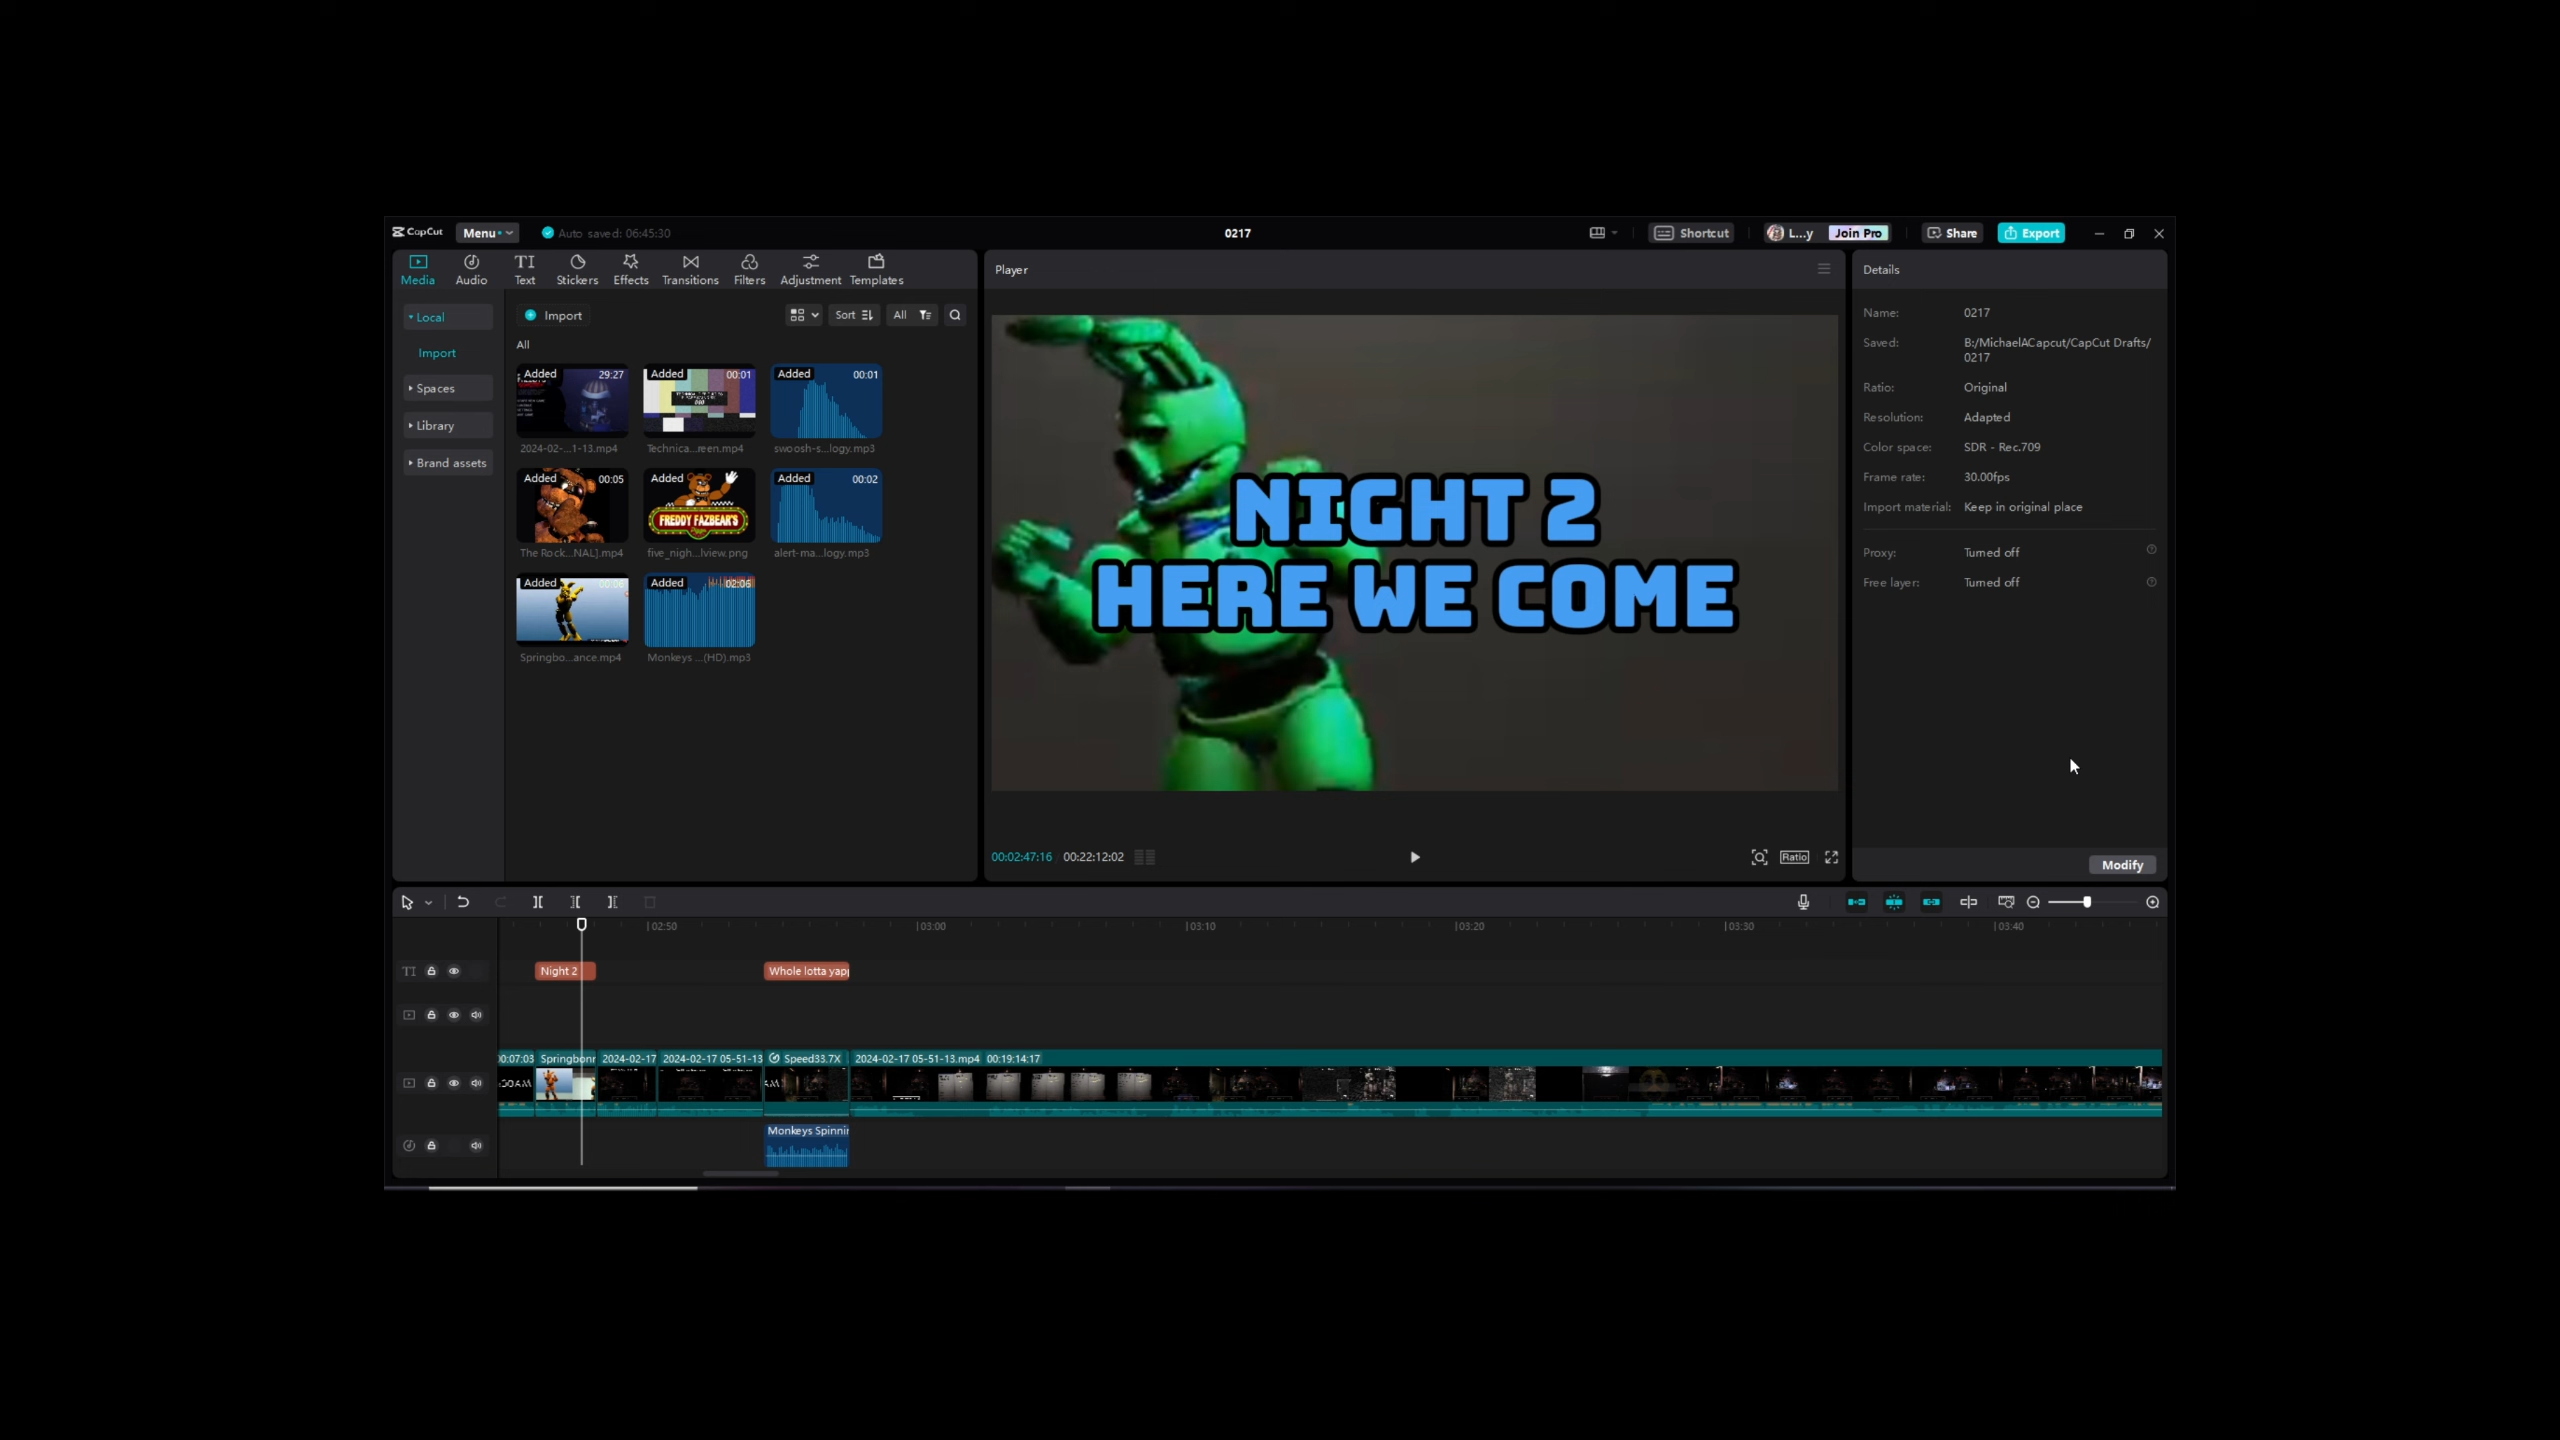 CapCut Menu Auto saved: 06:45:30 0217 Shortcut L...y Join Pro Share Export
Media Audio Text Stickers Effects Transitions Filters Adjustment Templates
Local
Import
Spaces
Library
Brand assets
Import Sort All
All
Added 29:27 Added 00:01 Added 00:01
2024-02-...1-13.mp4 Technica...reen.mp4 swoosh-s...logy.mp3
Added 00:05 Added Added 00:02
FREDDY FAZBEAR'S
The Rock...NAL].mp4 five_nigh...lview.png alert-ma...logy.mp3
Added Added 02:06
Springbo...ance.mp4 Monkeys ...(HD).mp3
Player
NIGHT 2
HERE WE COME
00:02:47:16 00:22:12:02 Ratio
Details
Name: 0217
Saved: B:/MichaelACapcut/CapCut Drafts/
0217
Ratio: Original
Resolution: Adapted
Color space: SDR - Rec.709
Frame rate: 30.00fps
Import material: Keep in original place
Proxy: Turned off
Free layer: Turned off
Modify
02:50 03:00 03:10 03:20 03:30 03:40
TI Night 2 Whole lotta yapp
00:07:03 Springbonn 2024-02-17 2024-02-17 05-51-13 Speed33.7X 2024-02-17 05-51-13.mp4 00:19:14:17
Monkeys Spinnin